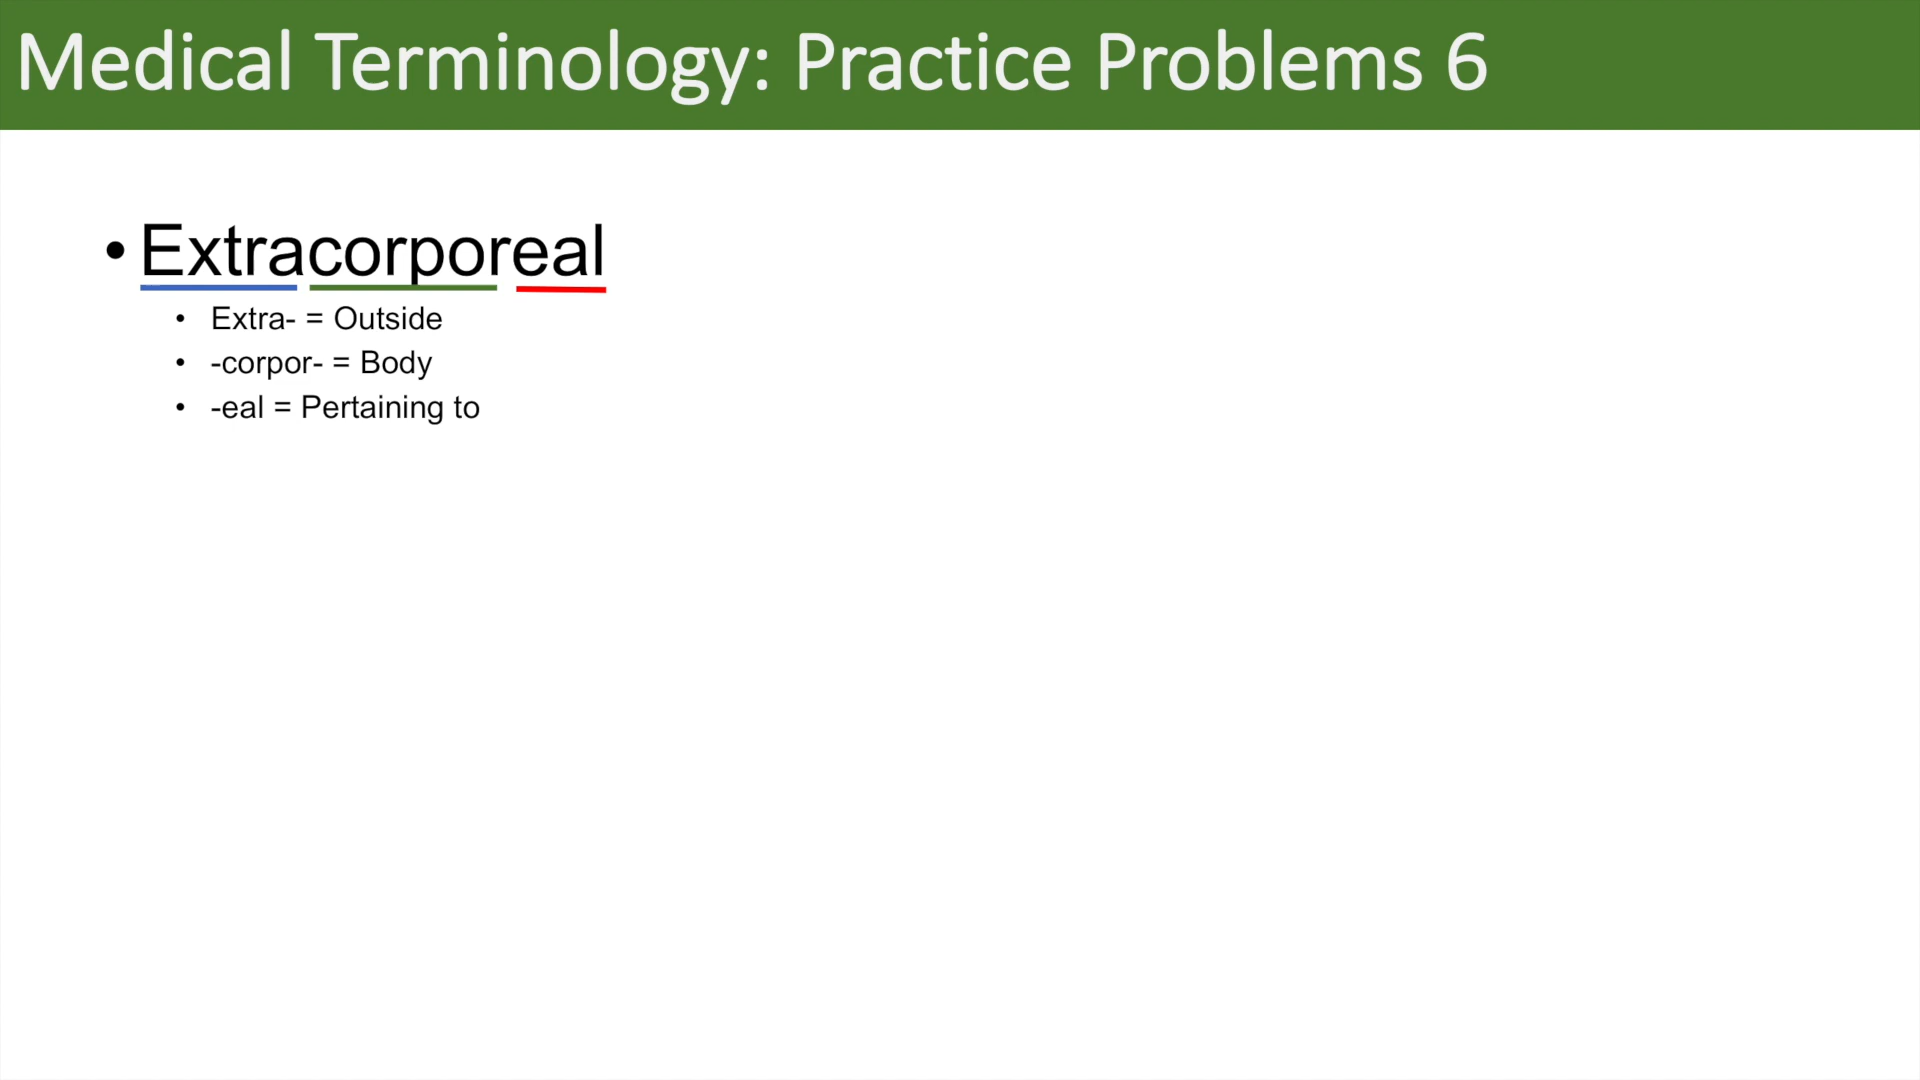 Medical Terminology: Practice Problems 6
• Extracorporeal
• Extra- = Outside
• -corpor- = Body
• -eal = Pertaining to